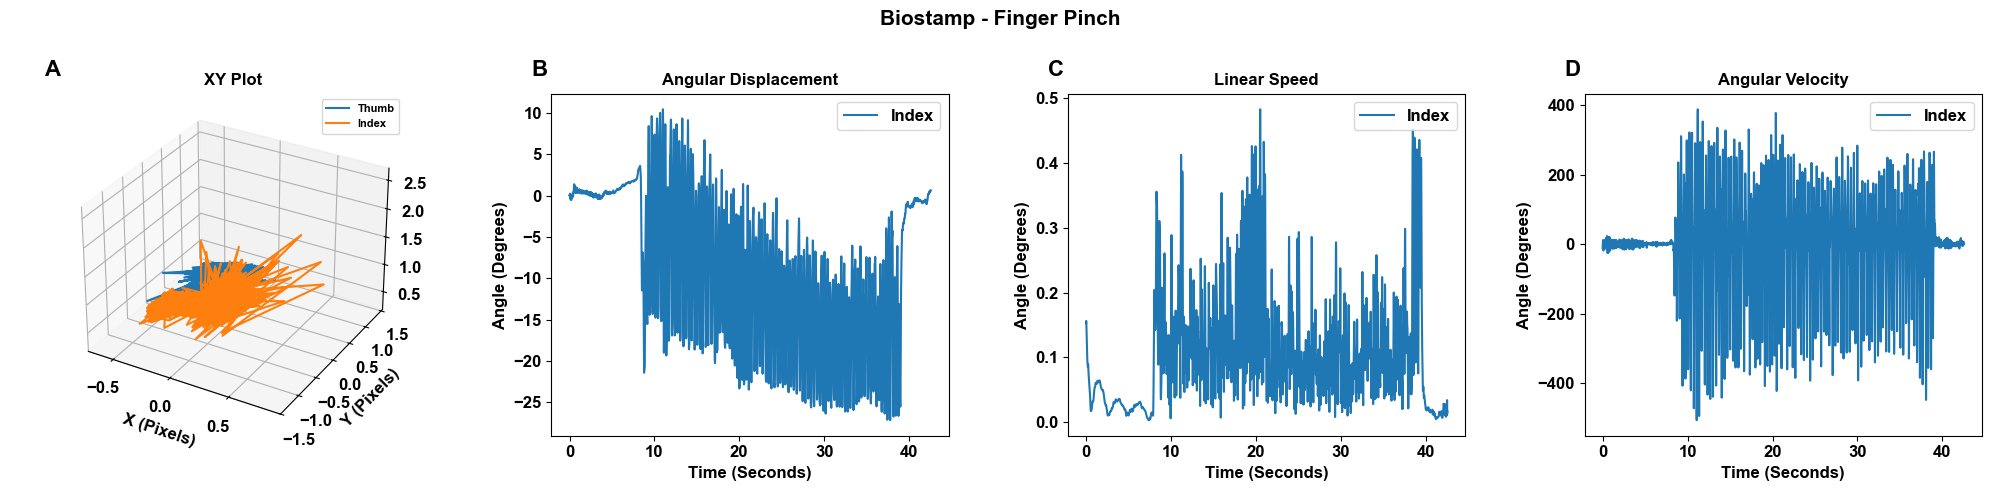 Biostamp - Finger Pinch
A
XY Plot
Thumb
Index
2.5
2.0
1.5
1.0
0.5
−0.5
0.0
0.5
X (Pixels)
1.5
1.0
0.5
0.0
−0.5
−1.0
−1.5
Y (Pixels)
B
Angular Displacement
Index
10
5
0
−5
−10
−15
−20
−25
Angle (Degrees)
0 10 20 30 40
Time (Seconds)
C
Linear Speed
Index
0.5
0.4
0.3
0.2
0.1
0.0
Angle (Degrees)
0 10 20 30 40
Time (Seconds)
D
Angular Velocity
Index
400
200
0
−200
−400
Angle (Degrees)
0 10 20 30 40
Time (Seconds)